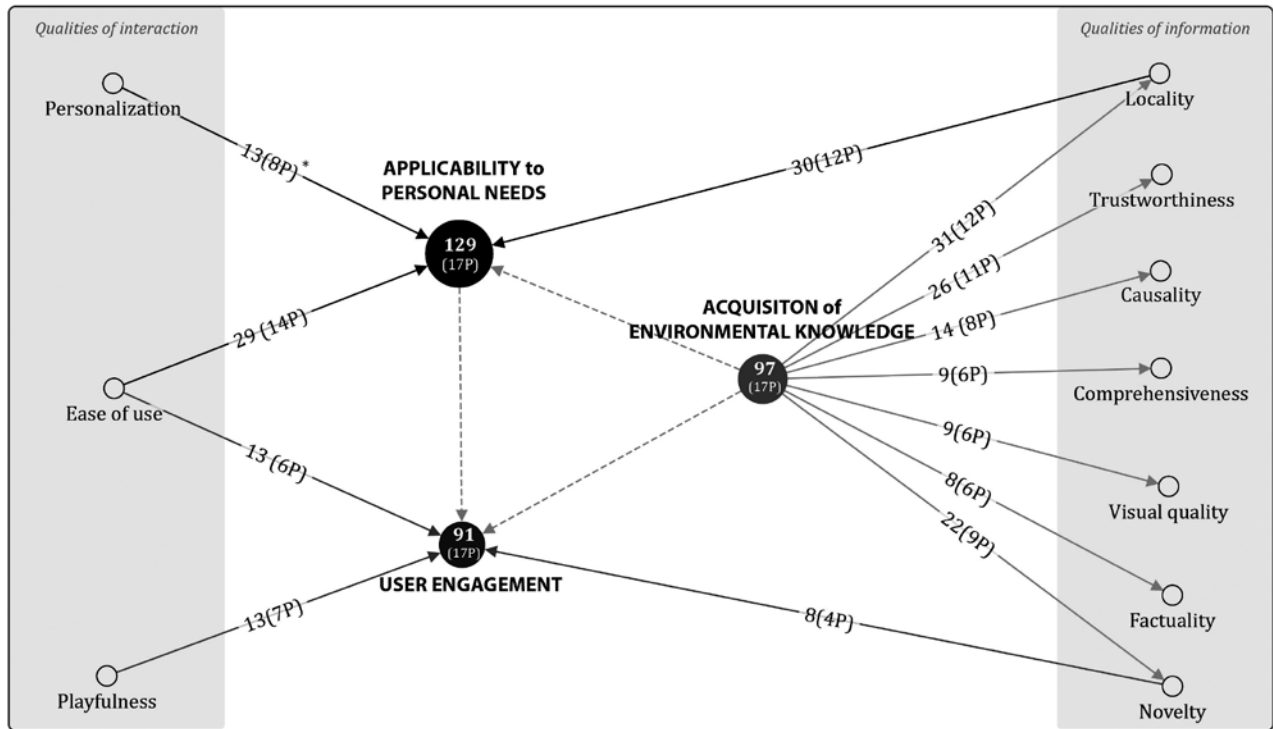 Qualities of interaction
Qualities of information
Personalization
13(8P)*
APPLICABILITY to
PERSONAL NEEDS
129
(17P)
29 (14P)
Ease of use
13 (6P)
91
(17P)
USER ENGAGEMENT
13(7P)
Playfulness
30(12P)
ACQUISITON of
ENVIRONMENTAL KNOWLEDGE
97
(17P)
31(12P)
26 (11P)
14 (8P)
9(6P)
9(6P)
8(6P)
22(9P)
8(4P)
Locality
Trustworthiness
Causality
Comprehensiveness
Visual quality
Factuality
Novelty